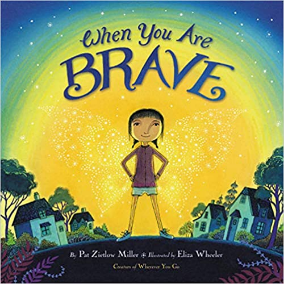 When You Are
BRAVE
By Pat Zietlow Miller Illustrated by Eliza Wheeler
Creators of Wherever You Go